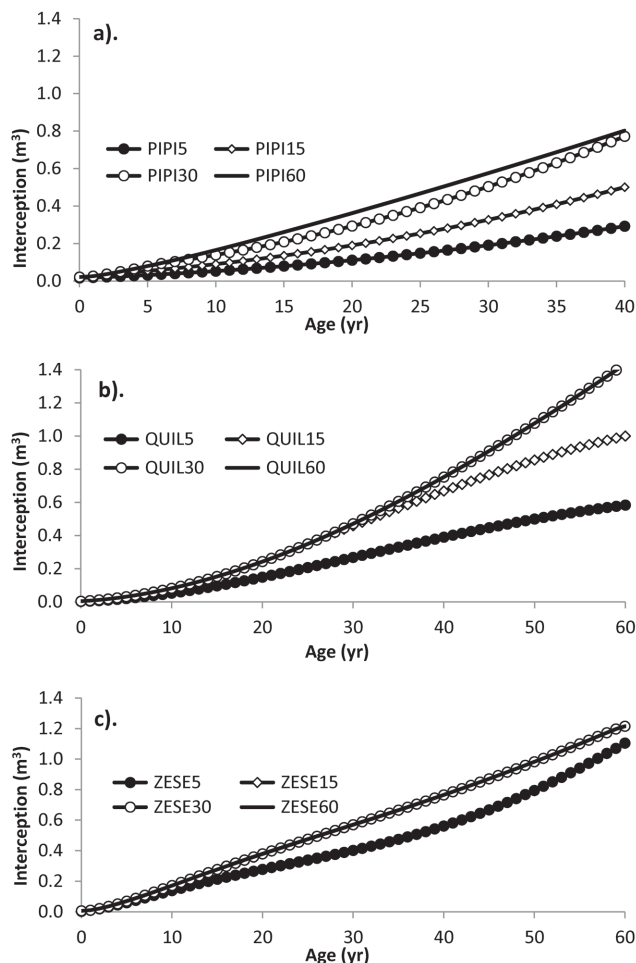 a).
1.4
1.2
1.0
0.8
0.6
0.4
0.2
0.0
Interception (m³)
PIPI5 PIPI15
PIPI30 PIPI60
0 5 10 15 20 25 30 35 40
Age (yr)
b).
1.4
1.2
1.0
0.8
0.6
0.4
0.2
0.0
Interception (m³)
QUIL5 QUIL15
QUIL30 QUIL60
0 10 20 30 40 50 60
Age (yr)
c).
1.4
1.2
1.0
0.8
0.6
0.4
0.2
0.0
Interception (m³)
ZESE5 ZESE15
ZESE30 ZESE60
0 10 20 30 40 50 60
Age (yr)